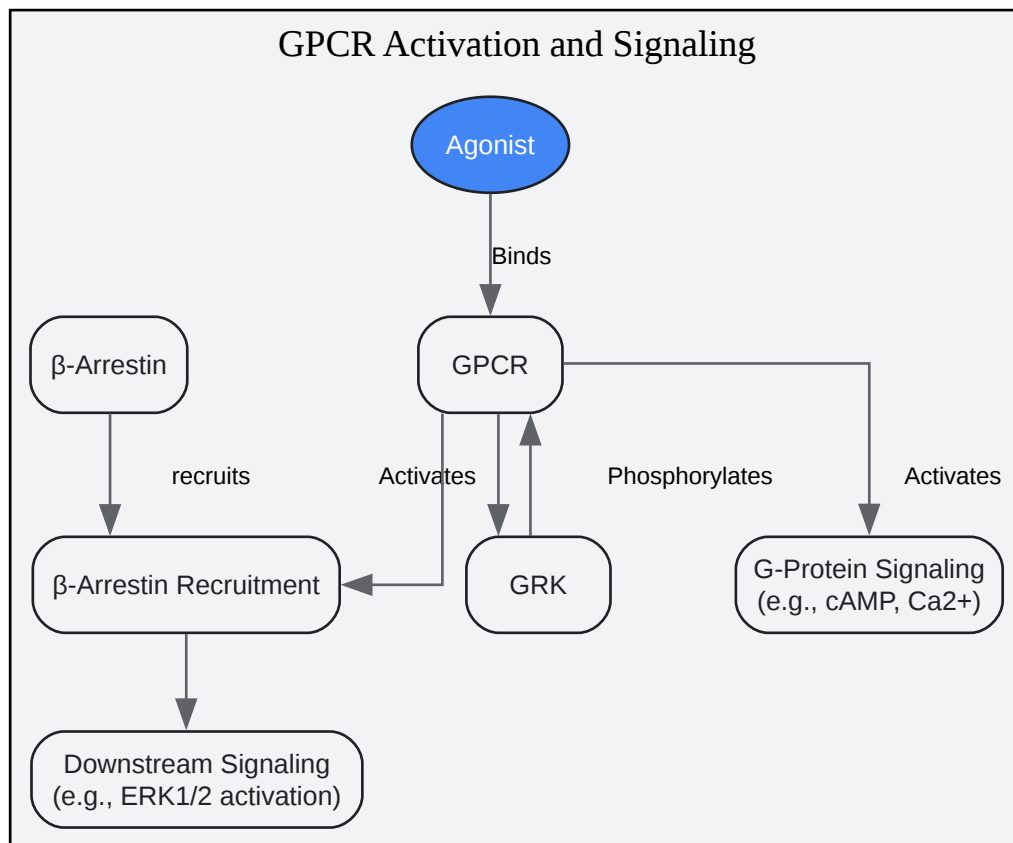 GPCR Activation and Signaling
Agonist
Binds
β-Arrestin
GPCR
recruits
Activates
Phosphorylates
Activates
β-Arrestin Recruitment
GRK
G-Protein Signaling
(e.g., cAMP, Ca2+)
Downstream Signaling
(e.g., ERK1/2 activation)